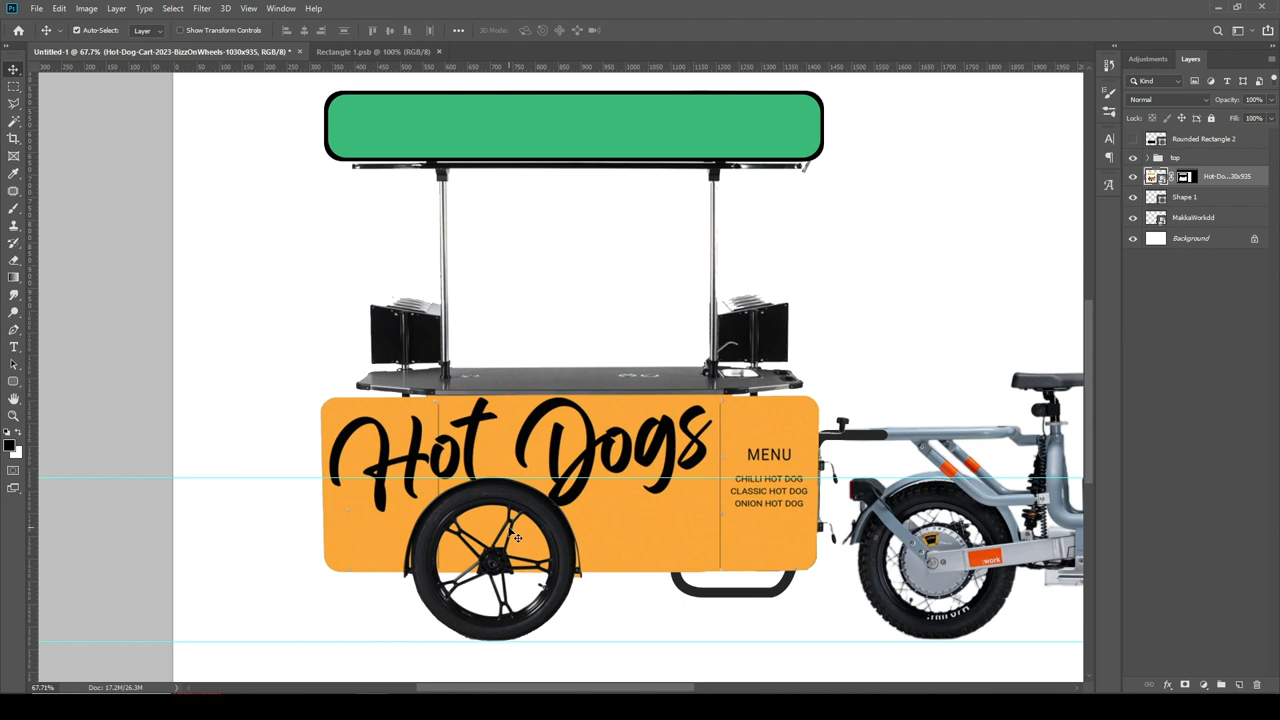 File Edit Image Layer Type Select Filter 3D View Window Help
Auto-Select: Layer Show Transform Controls 3D Mode:
Untitled-1 @ 67.7% (Hot-Dog-Cart-2023-BizzOnWheels-1030x935, RGB/8) * Rectangle 1.psb @ 100% (RGB/8)
Adjustments Layers
Kind
Normal Opacity: 100%
Lock: Fill: 100%
Rounded Rectangle 2
top
Hot-Do...30x935
Shape 1
MakkaWorkdd
Background
Hot Dogs
MENU
CHILLI HOT DOG
CLASSIC HOT DOG
ONION HOT DOG
:work
67.71% Doc: 17.2M/26.3M